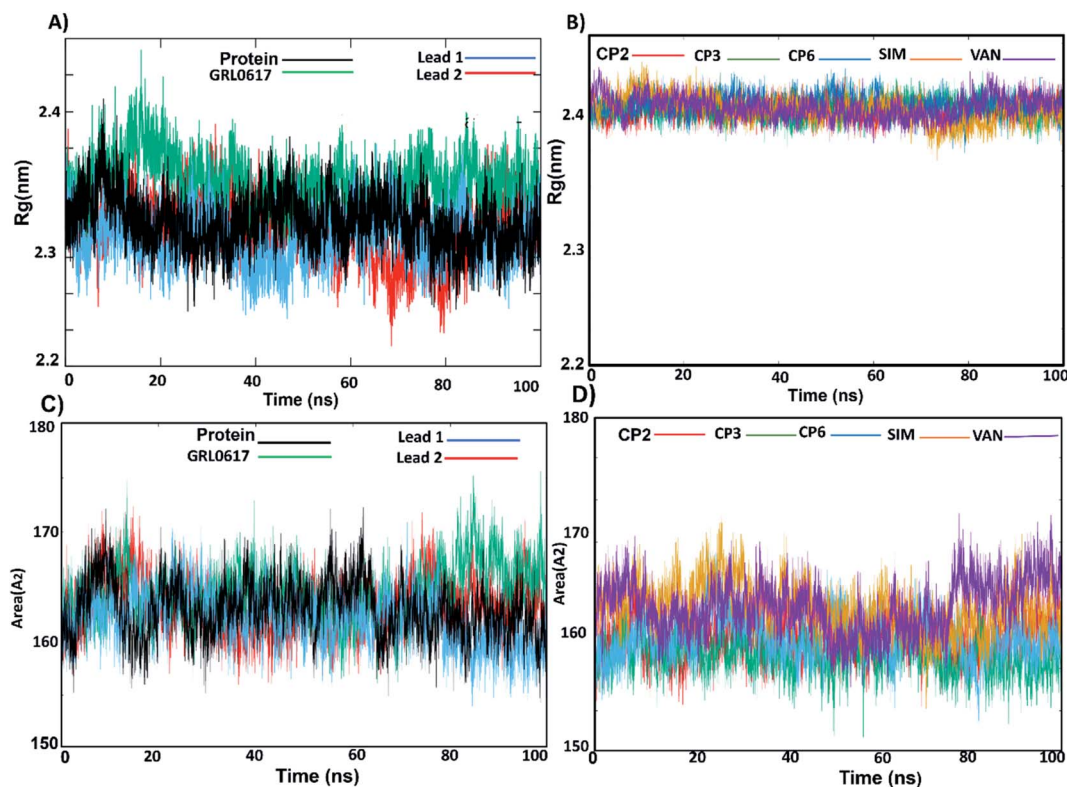 A)
Protein
GRL0617
Lead 1
Lead 2
2.4
2.3
2.2
Rg(nm)
0 20 40 60 80 100
Time (ns)
B)
CP2 CP3 CP6 SIM VAN
2.4
2.3
2.2
Rg(nm)
0 20 40 60 80 100
Time (ns)
C)
Protein
GRL0617
Lead 1
Lead 2
180
170
160
150
Area(A2)
0 20 40 60 80 100
Time (ns)
D)
CP2 CP3 CP6 SIM VAN
180
170
160
150
Area(A2)
0 20 40 60 80 100
Time (ns)